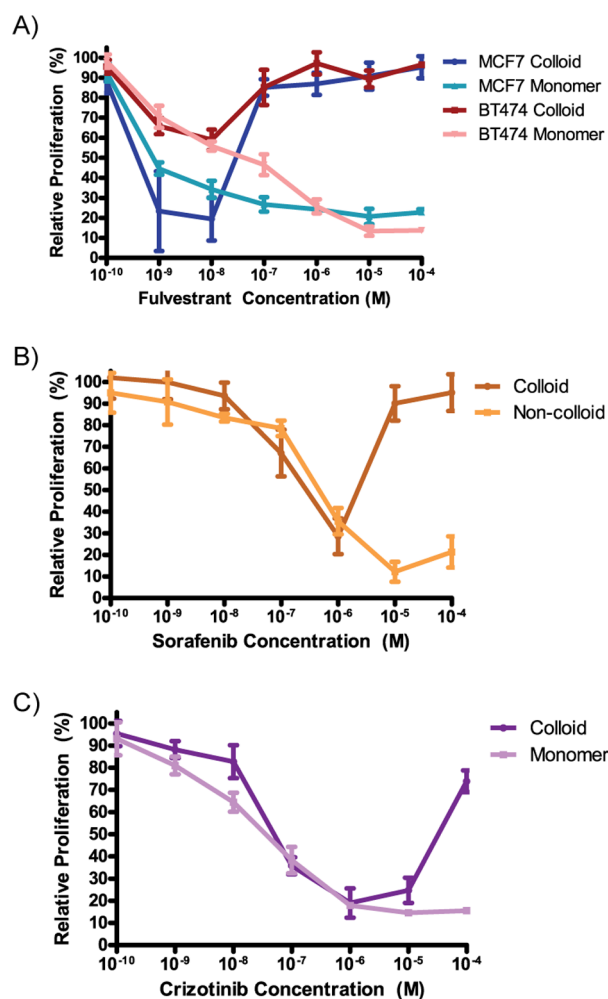 A)
Relative Proliferation (%)
100
90
80
70
60
50
40
30
20
10
0
10-10 10-9 10-8 10-7 10-6 10-5 10-4
Fulvestrant Concentration (M)
MCF7 Colloid
MCF7 Monomer
BT474 Colloid
BT474 Monomer
B)
Relative Proliferation (%)
100
90
80
70
60
50
40
30
20
10
0
10-10 10-9 10-8 10-7 10-6 10-5 10-4
Sorafenib Concentration (M)
Colloid
Non-colloid
C)
Relative Proliferation (%)
100
90
80
70
60
50
40
30
20
10
0
10-10 10-9 10-8 10-7 10-6 10-5 10-4
Crizotinib Concentration (M)
Colloid
Monomer